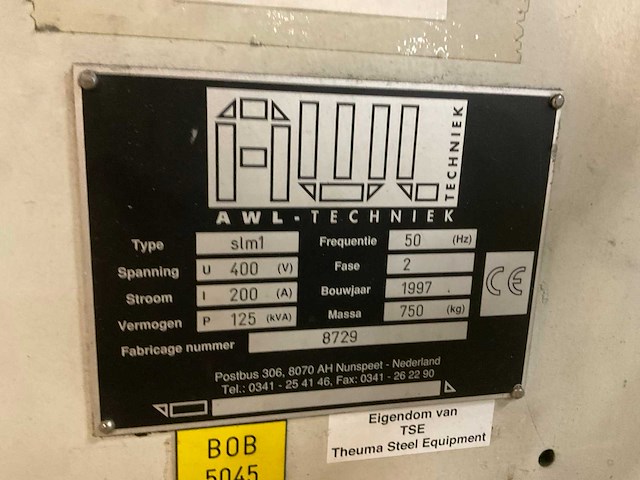 AWL TECHNIEK
AWL-TECHNIEK
Type slm1 Frequentie 50 (Hz)
Spanning U 400 (V) Fase 2
Stroom I 200 (A) Bouwjaar 1997
Vermogen P 125 (kVA) Massa 750 (kg)
CE
Fabricage nummer 8729
Postbus 306, 8070 AH Nunspeet - Nederland
Tel.: 0341 - 25 41 46, Fax: 0341 - 26 22 90
Eigendom van
TSE
Theuma Steel Equipment
BOB
5045